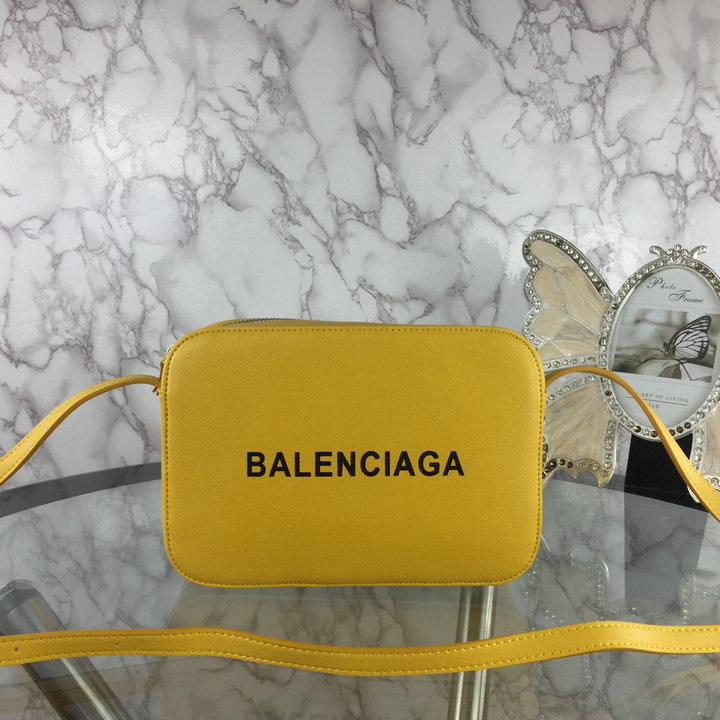 BALENCIAGA
Photo
Frame
ART OF LIVING